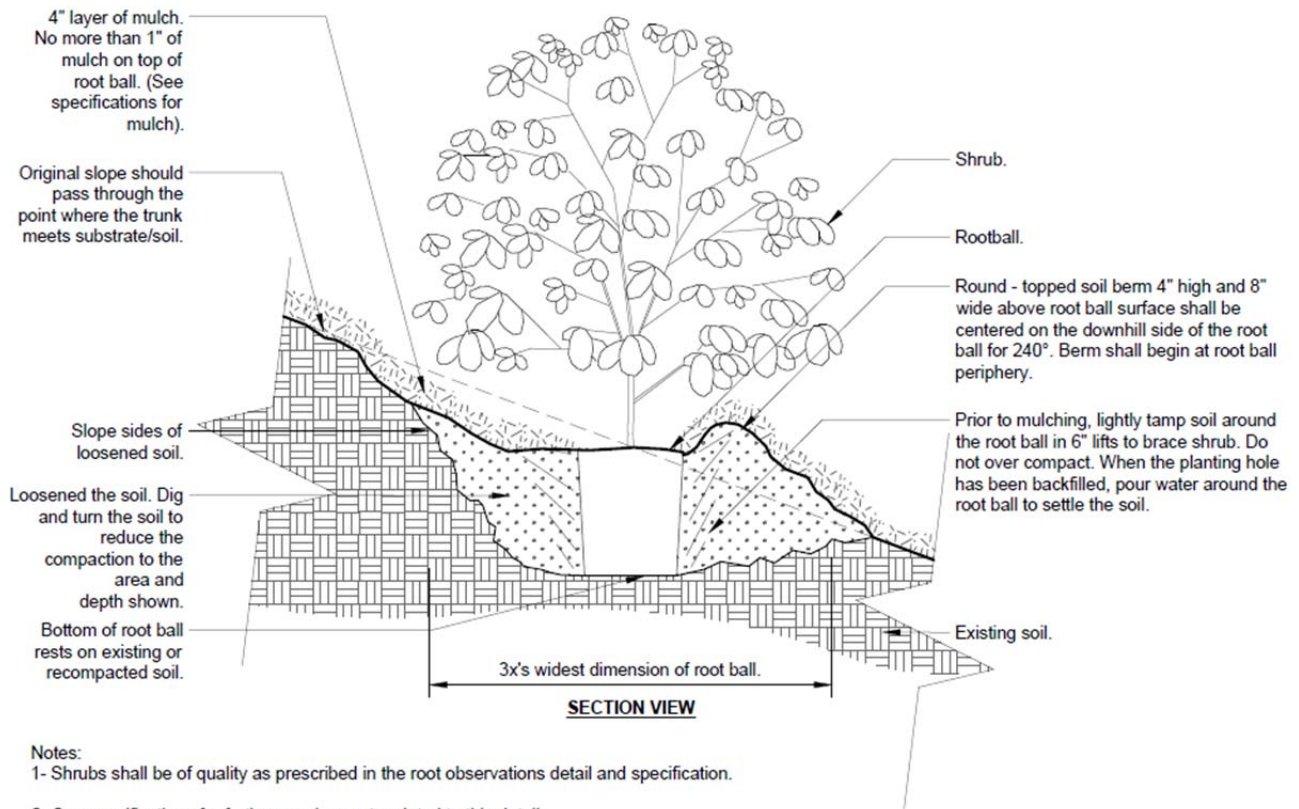 4" layer of mulch.
No more than 1" of
mulch on top of
root ball. (See
specifications for
mulch).
Original slope should
pass through the
point where the trunk
meets substrate/soil.
Slope sides of
loosened soil.
Loosened the soil. Dig
and turn the soil to
reduce the
compaction to the
area and
depth shown.
Bottom of root ball
rests on existing or
recompacted soil.
Shrub.
Rootball.
Round - topped soil berm 4" high and 8"
wide above root ball surface shall be
centered on the downhill side of the root
ball for 240°. Berm shall begin at root ball
periphery.
Prior to mulching, lightly tamp soil around
the root ball in 6" lifts to brace shrub. Do
not over compact. When the planting hole
has been backfilled, pour water around the
root ball to settle the soil.
Existing soil.
3x's widest dimension of root ball.
SECTION VIEW
Notes:
1- Shrubs shall be of quality as prescribed in the root observations detail and specification.